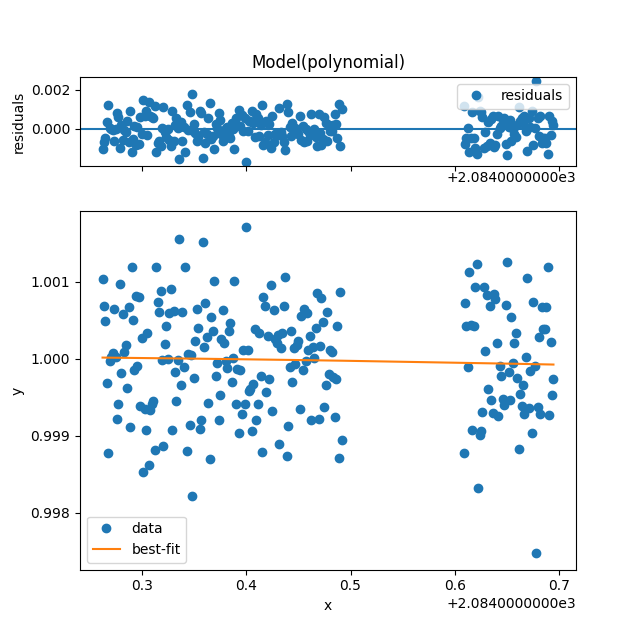 Model(polynomial)
0.002
0.000
residuals
residuals
+2.0840000000e3
1.001
1.000
0.999
0.998
y
data
best-fit
0.3 0.4 0.5 0.6 0.7
x
+2.0840000000e3